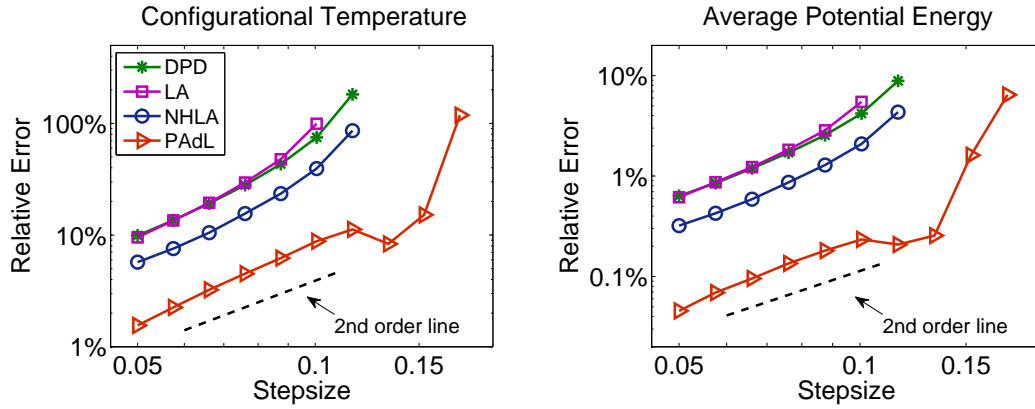 Configurational Temperature
DPD
LA
NHLA
PAdL
100%
10%
1%
Relative Error
2nd order line
0.05
0.1
0.15
Stepsize
Average Potential Energy
10%
1%
0.1%
Relative Error
2nd order line
0.05
0.1
0.15
Stepsize